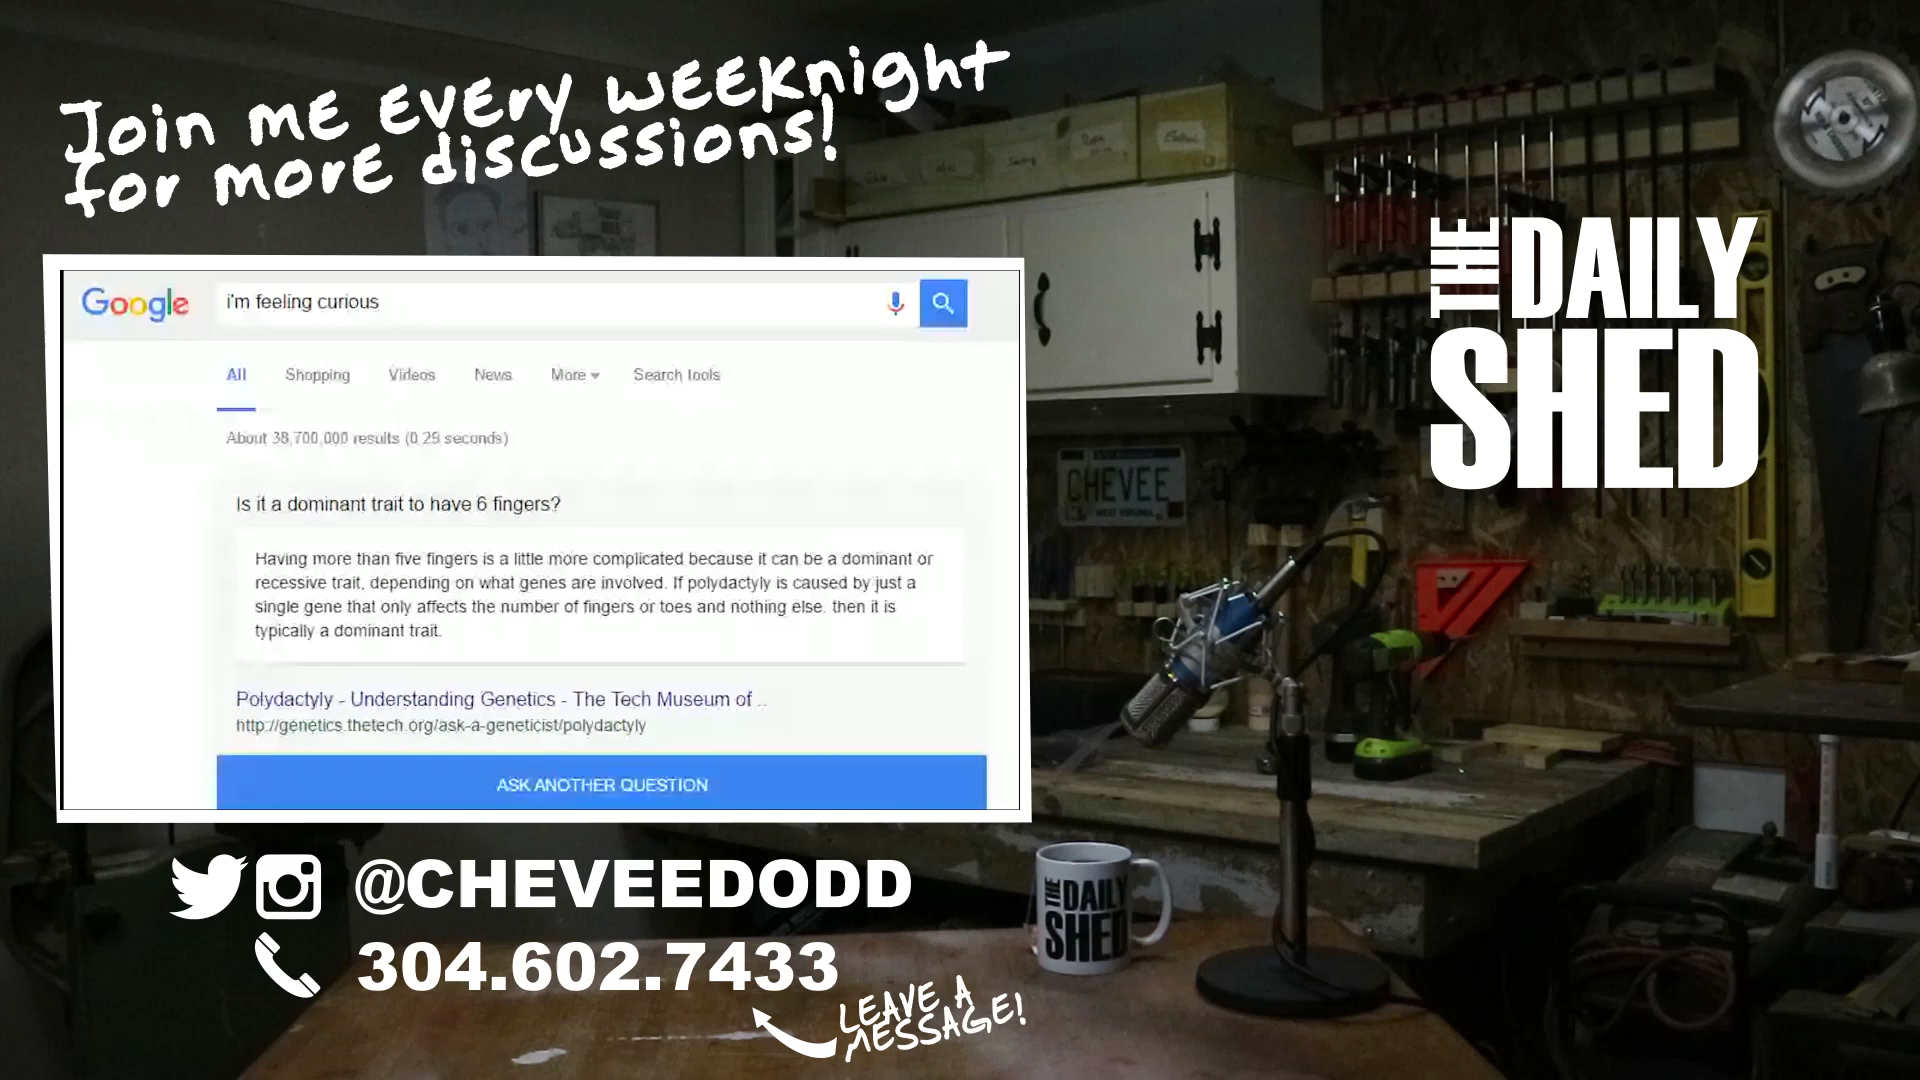 Join me every weeknight
for more discussions!
Google
i'm feeling curious
All Shopping Videos News More Search tools
About 38,700,000 results (0.29 seconds)
Is it a dominant trait to have 6 fingers?
Having more than five fingers is a little more complicated because it can be a dominant or
recessive trait, depending on what genes are involved. If polydactyly is caused by just a
single gene that only affects the number of fingers or toes and nothing else, then it is
typically a dominant trait.
Polydactyly - Understanding Genetics - The Tech Museum of ..
http://genetics.thetech.org/ask-a-geneticist/polydactyly
ASK ANOTHER QUESTION
@CHEVEEDODD
304.602.7433
LEAVE A
MESSAGE!
THE DAILY
SHED
CHEVEE
WEST VIRGINIA
THE DAILY
SHED